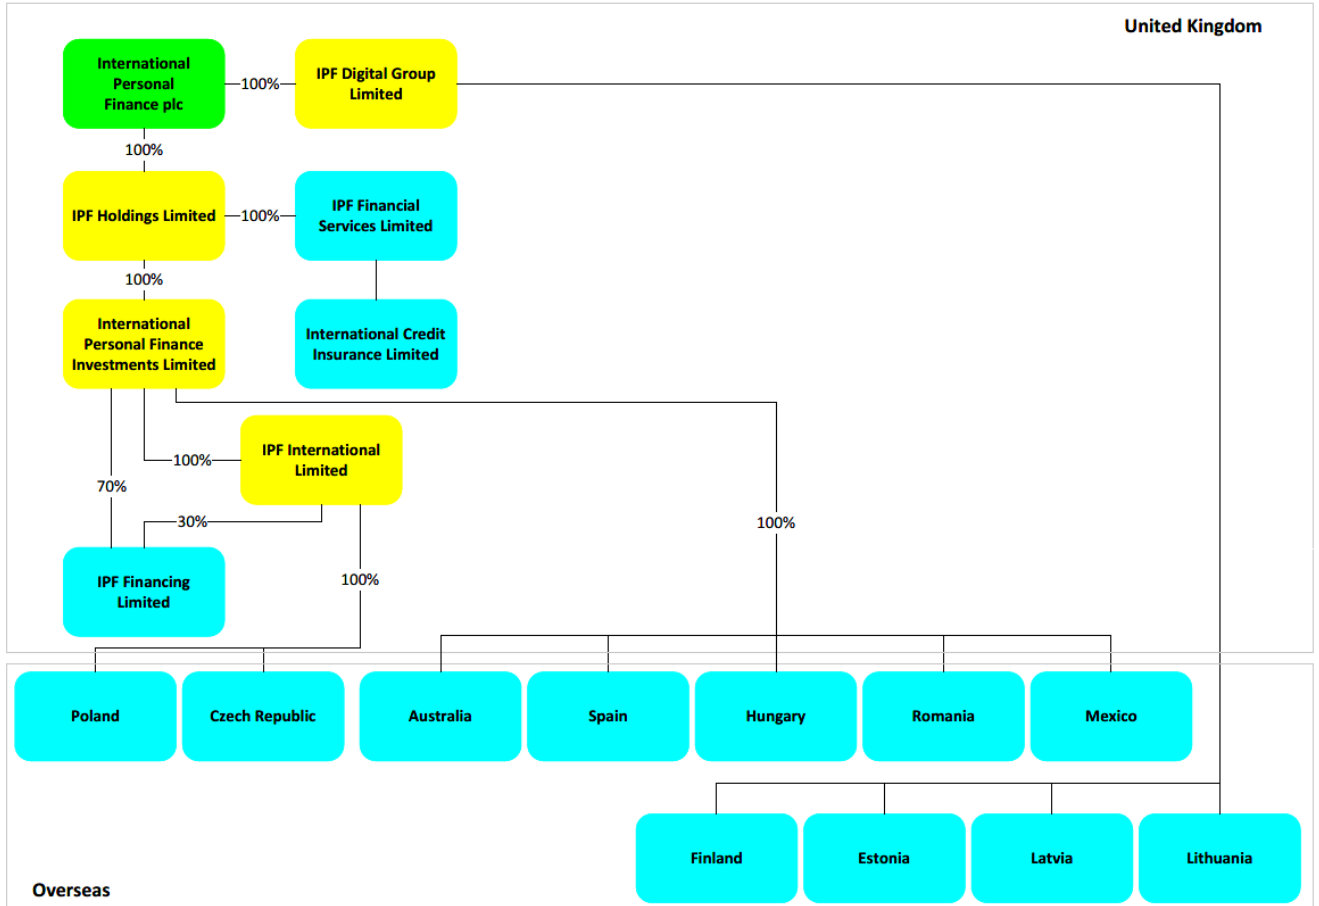 United Kingdom
International
Personal
Finance plc
100%
IPF Digital Group
Limited
100%
IPF Holdings Limited
100%
IPF Financial
Services Limited
100%
International
Personal Finance
Investments Limited
International Credit
Insurance Limited
IPF International
Limited
100%
70%
30%
100%
100%
IPF Financing
Limited
Poland
Czech Republic
Australia
Spain
Hungary
Romania
Mexico
Finland
Estonia
Latvia
Lithuania
Overseas